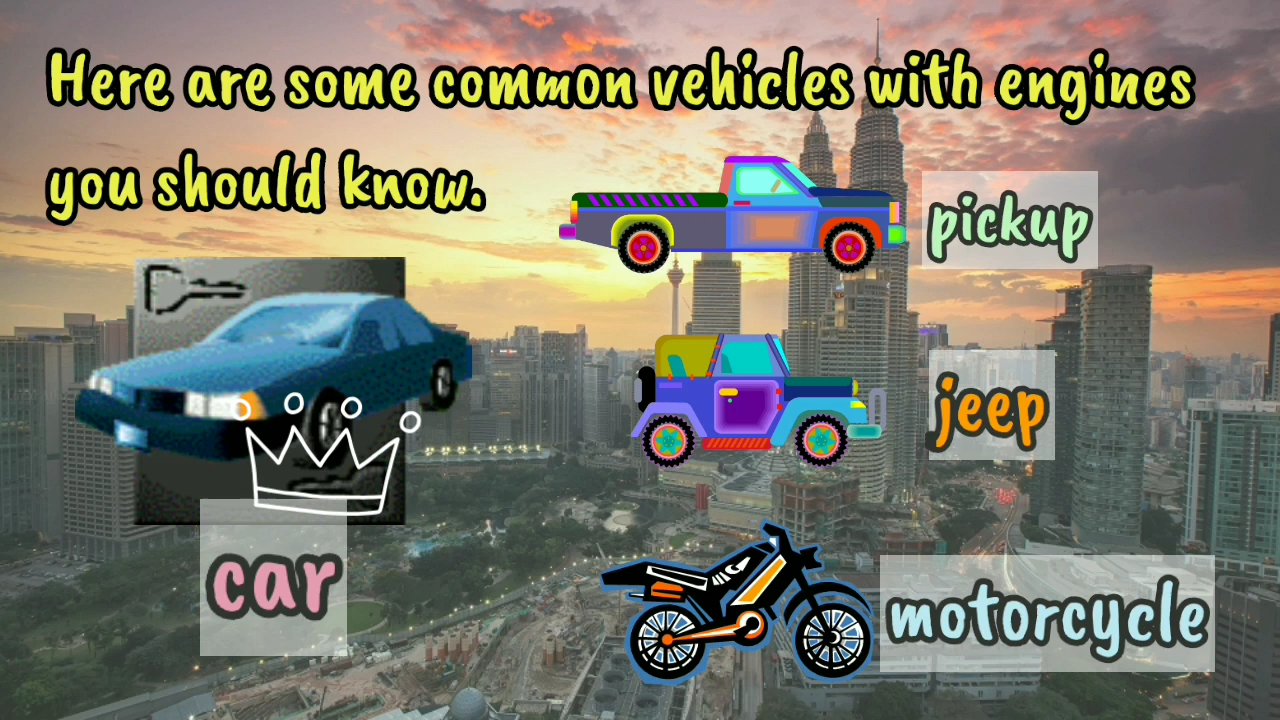 Here are some common vehicles with engines
you should know.
pickup
jeep
car
motorcycle